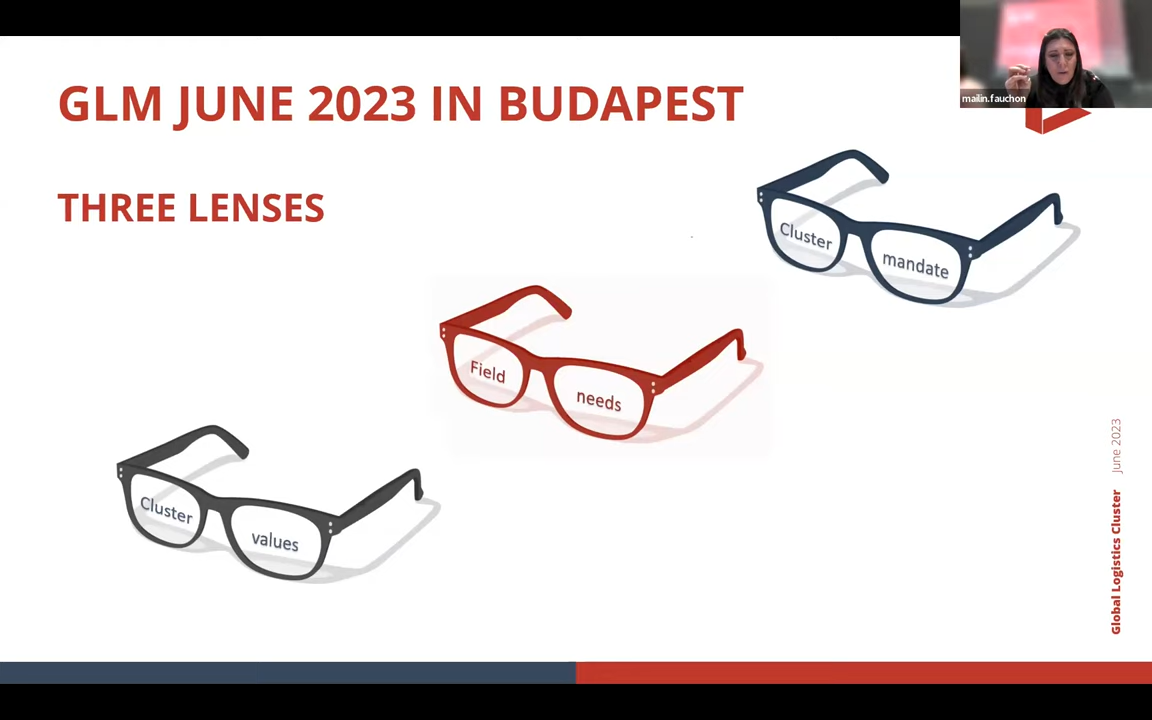 mailin.fauchon
GLM JUNE 2023 IN BUDAPEST
THREE LENSES
Cluster
mandate
Field
needs
Cluster
values
Global Logistics Cluster June 2023